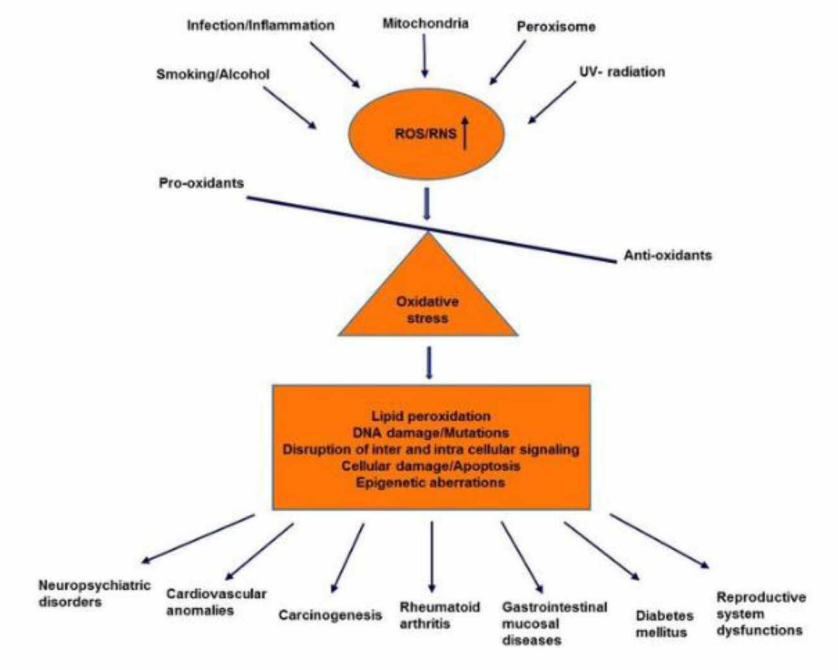 Infection/Inflammation
Mitochondria
Peroxisome
Smoking/Alcohol
UV- radiation
ROS/RNS
Pro-oxidants
Anti-oxidants
Oxidative
stress
Lipid peroxidation
DNA damage/Mutations
Disruption of inter and intra cellular signaling
Cellular damage/Apoptosis
Epigenetic aberrations
Neuropsychiatric
disorders
Cardiovascular
anomalies
Carcinogenesis
Rheumatoid
arthritis
Gastrointestinal
mucosal
diseases
Diabetes
mellitus
Reproductive
system
dysfunctions